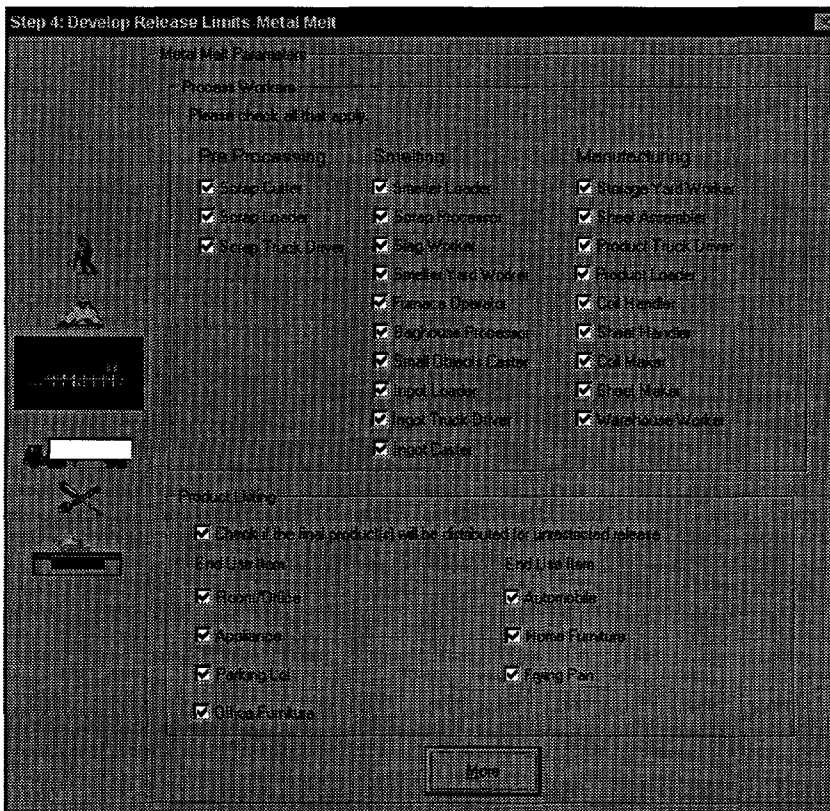 Step 4: Develop Release Limits-Metal Melt
Metal Melt Parameters
Process Workers
Please check all that apply.
Pre Processing
Scrap Cutter
Scrap Loader
Scrap Truck Driver
Smelting
Smelter Loader
Scrap Processor
Slag Worker
Smelter Yard Worker
Furnace Operator
Baghouse Processor
Small Objects Caster
Ingot Loader
Ingot Truck Driver
Ingot Caster
Manufacturing
Storage Yard Worker
Sheet Assembler
Product Truck Driver
Product Loader
Coil Handler
Sheet Handler
Coil Maker
Sheet Maker
Warehouse Worker
Product Listing
Check if the final product(s) will be distributed for unrestricted release
End Use Item
Room/Office
Appliance
Parking Lot
Office Furniture
End Use Item
Automobile
Home Furniture
Frying Pan
More